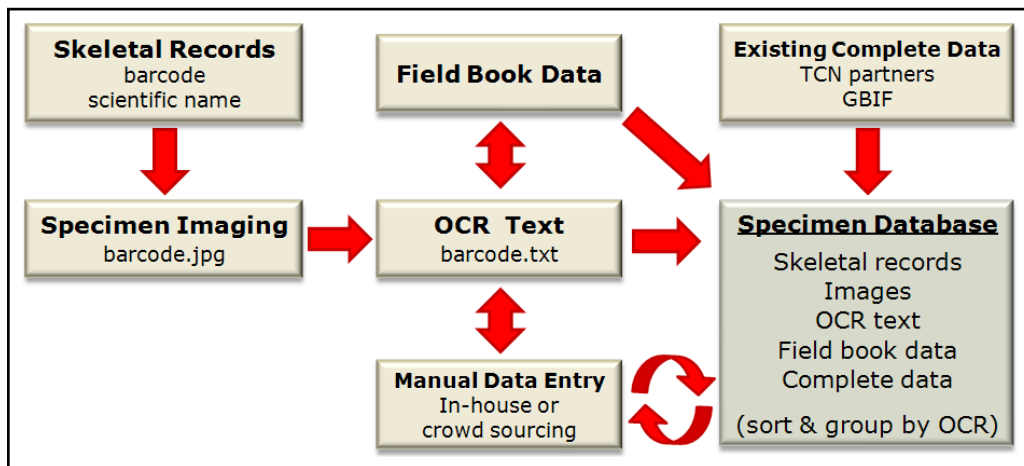 Skeletal Records
barcode
scientific name
Field Book Data
Existing Complete Data
TCN partners
GBIF
Specimen Imaging
barcode.jpg
OCR Text
barcode.txt
Specimen Database
Skeletal records
Images
OCR text
Field book data
Complete data
(sort & group by OCR)
Manual Data Entry
In-house or
crowd sourcing